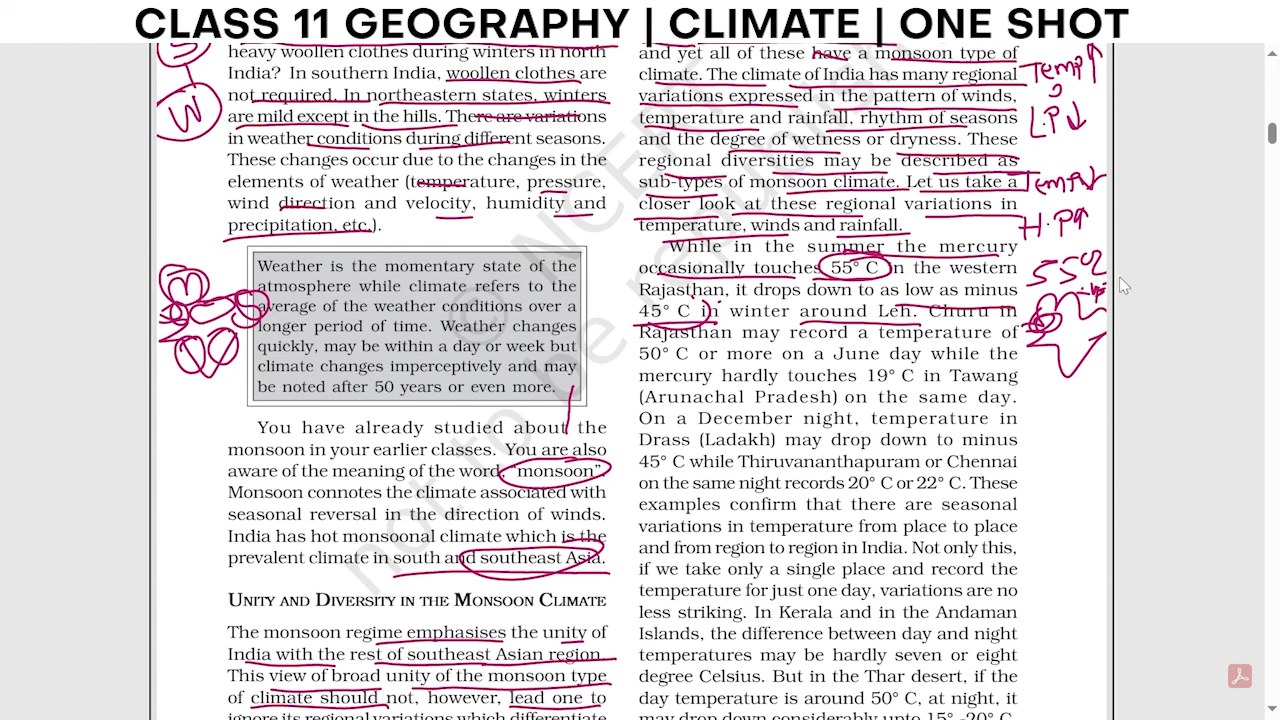 CLASS 11 GEOGRAPHY | CLIMATE | ONE SHOT
heavy woollen clothes during winters in north
India? In southern India, woollen clothes are
not required. In northeastern states, winters
are mild except in the hills. There are variations
in weather conditions during different seasons.
These changes occur due to the changes in the
elements of weather (temperature, pressure,
wind direction and velocity, humidity and
precipitation, etc.).
W
Weather is the momentary state of the
atmosphere while climate refers to the
average of the weather conditions over a
longer period of time. Weather changes
quickly, may be within a day or week but
climate changes imperceptively and may
be noted after 50 years or even more.
You have already studied about the
monsoon in your earlier classes. You are also
aware of the meaning of the word, "monsoon".
Monsoon connotes the climate associated with
seasonal reversal in the direction of winds.
India has hot monsoonal climate which is the
prevalent climate in south and southeast Asia.
UNITY AND DIVERSITY IN THE MONSOON CLIMATE
The monsoon regime emphasises the unity of
India with the rest of southeast Asian region.
This view of broad unity of the monsoon type
of climate should not, however, lead one to
ignore its regional variations which differentiate
and yet all of these have a monsoon type of
climate. The climate of India has many regional
variations expressed in the pattern of winds,
temperature and rainfall, rhythm of seasons
and the degree of wetness or dryness. These
regional diversities may be described as
sub-types of monsoon climate. Let us take a
closer look at these regional variations in
temperature, winds and rainfall.
While in the summer the mercury
occasionally touches 55° C in the western
Rajasthan, it drops down to as low as minus
45° C in winter around Leh. Churu in
Rajasthan may record a temperature of
50° C or more on a June day while the
mercury hardly touches 19° C in Tawang
(Arunachal Pradesh) on the same day.
On a December night, temperature in
Drass (Ladakh) may drop down to minus
45° C while Thiruvananthapuram or Chennai
on the same night records 20° C or 22° C. These
examples confirm that there are seasonal
variations in temperature from place to place
and from region to region in India. Not only this,
if we take only a single place and record the
temperature for just one day, variations are no
less striking. In Kerala and in the Andaman
Islands, the difference between day and night
temperatures may be hardly seven or eight
degree Celsius. But in the Thar desert, if the
day temperature is around 50° C, at night, it
may drop down considerably upto 15°-20° C.
Temp↑
L.P↓
Temp↓
H.P↑
© NCERT
not to be republished